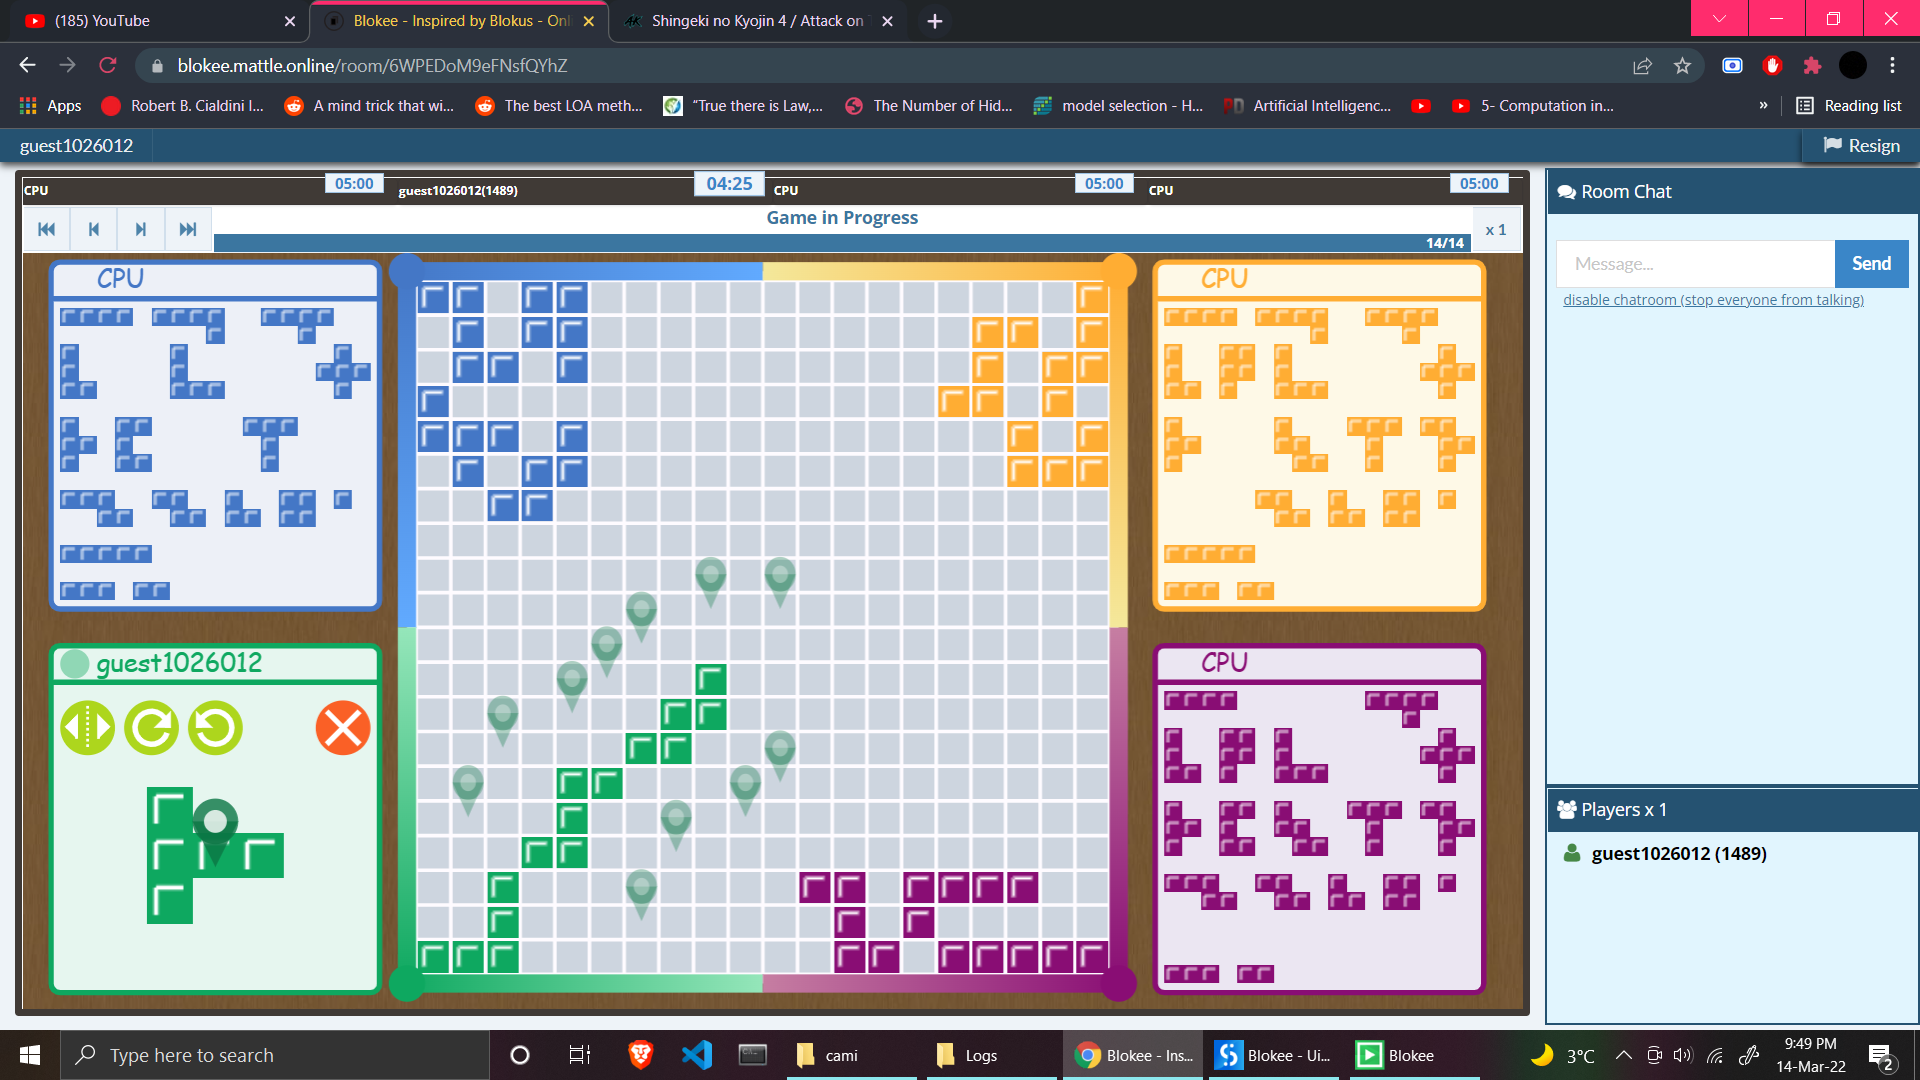 (185) YouTube
Blokee - Inspired by Blokus - Onl
Shingeki no Kyojin 4 / Attack on
blokee.mattle.online/room/6WPEDoM9eFNsfQYhZ
Apps
Robert B. Cialdini I...
A mind trick that wi...
The best LOA meth...
“True there is Law,...
The Number of Hid...
model selection - H...
Artificial Intelligenc...
5- Computation in...
»
Reading list
guest1026012
Resign
CPU
05:00
guest1026012(1489)
04:25
CPU
05:00
CPU
05:00
Game in Progress
14/14
x 1
CPU
CPU
guest1026012
CPU
Room Chat
Message...
Send
disable chatroom (stop everyone from talking)
Players x 1
guest1026012 (1489)
Type here to search
cami
Logs
Blokee - Ins...
Blokee - Ui...
Blokee
3°C
9:49 PM
14-Mar-22
2